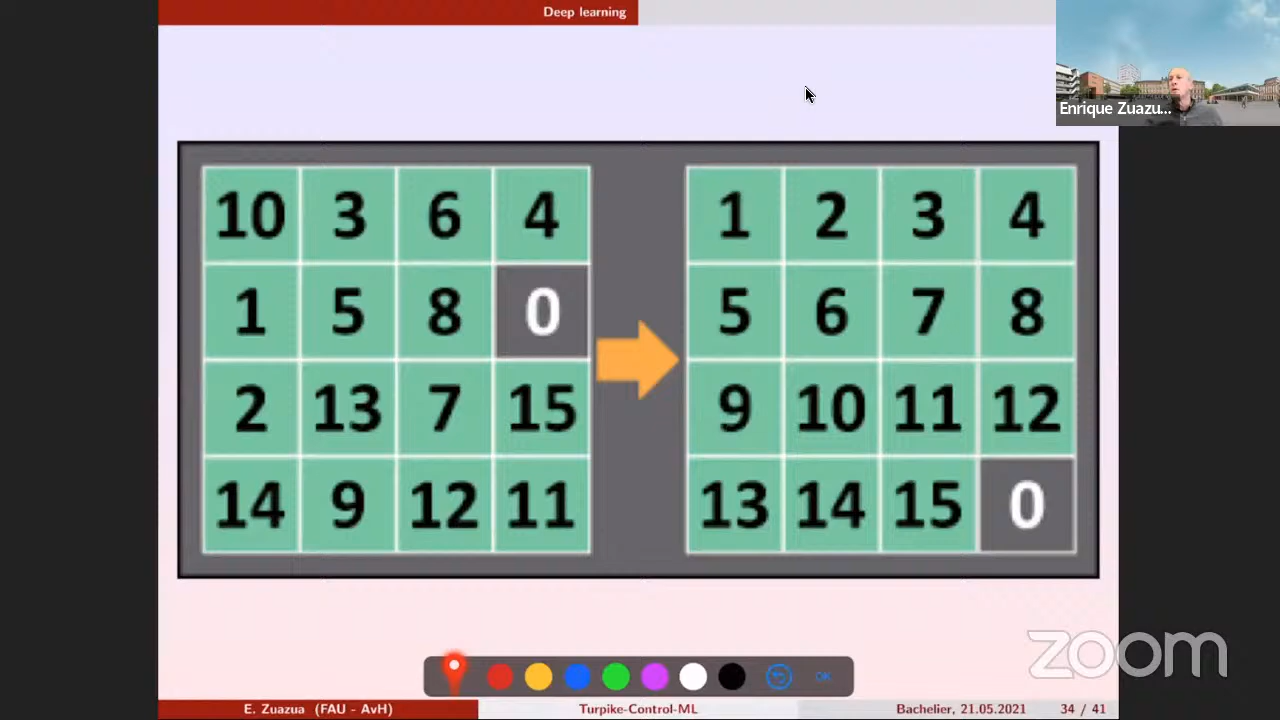 Deep learning
Enrique Zuazu...
10 3 6 4
1 5 8 0
2 13 7 15
14 9 12 11
1 2 3 4
5 6 7 8
9 10 11 12
13 14 15 0
OK
zoom
E. Zuazua (FAU - AvH)
Turpike-Control-ML
Bachelier, 21.05.2021
34 / 41